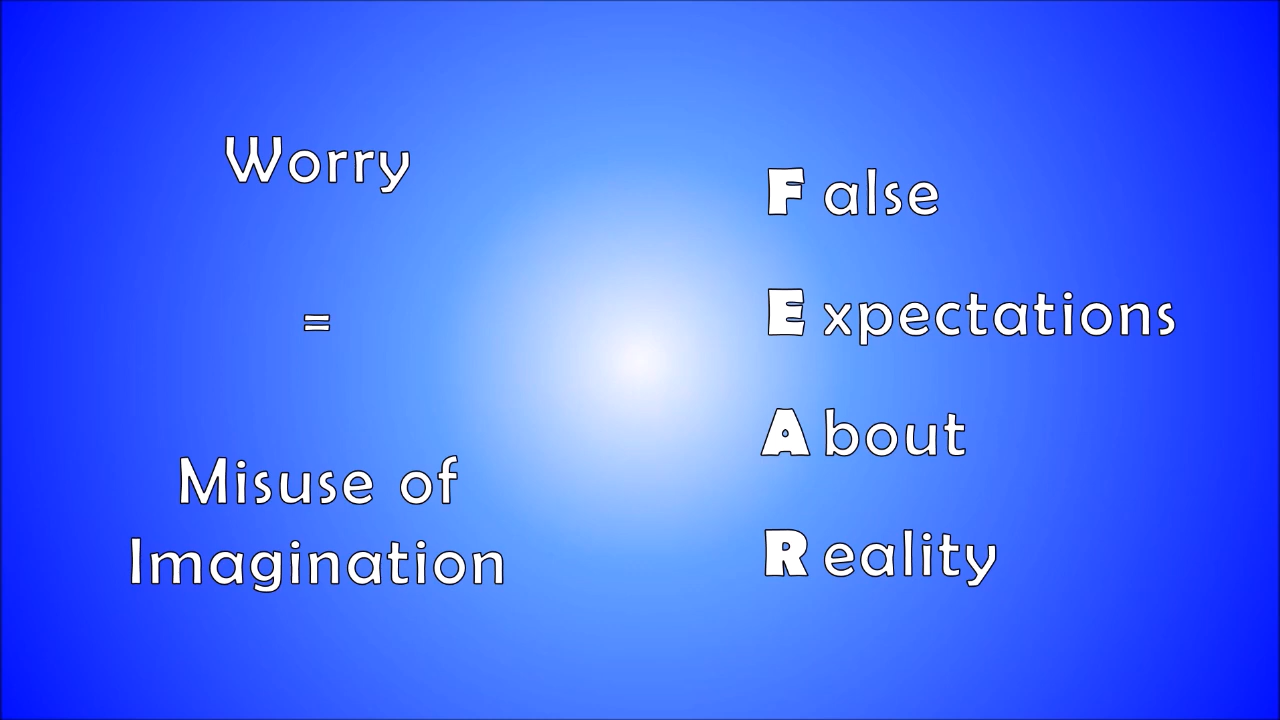 Worry
=
Misuse of
Imagination
False
Expectations
About
Reality